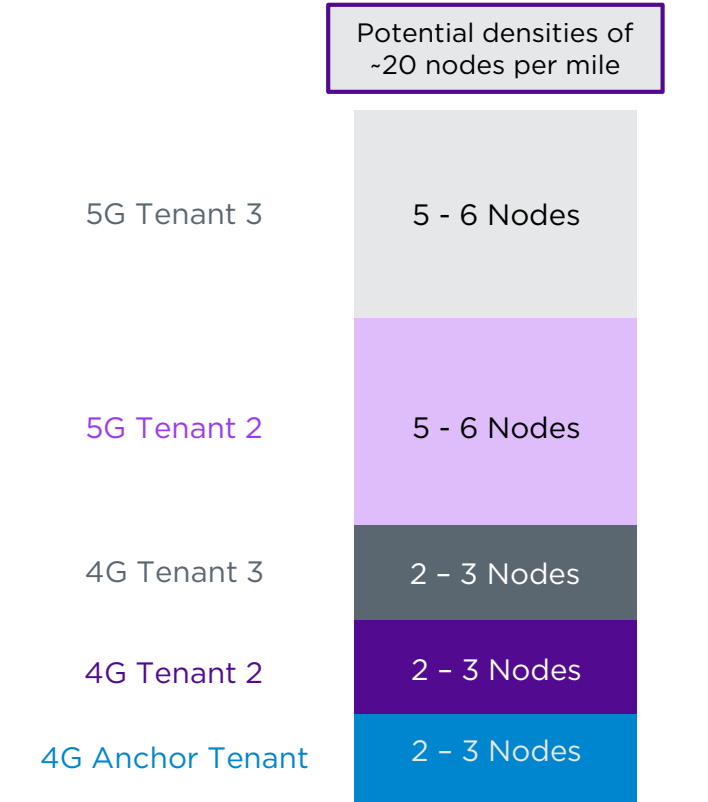 Potential densities of
~20 nodes per mile
5G Tenant 3
5 - 6 Nodes
5G Tenant 2
5 - 6 Nodes
4G Tenant 3
2 – 3 Nodes
4G Tenant 2
2 – 3 Nodes
4G Anchor Tenant
2 – 3 Nodes